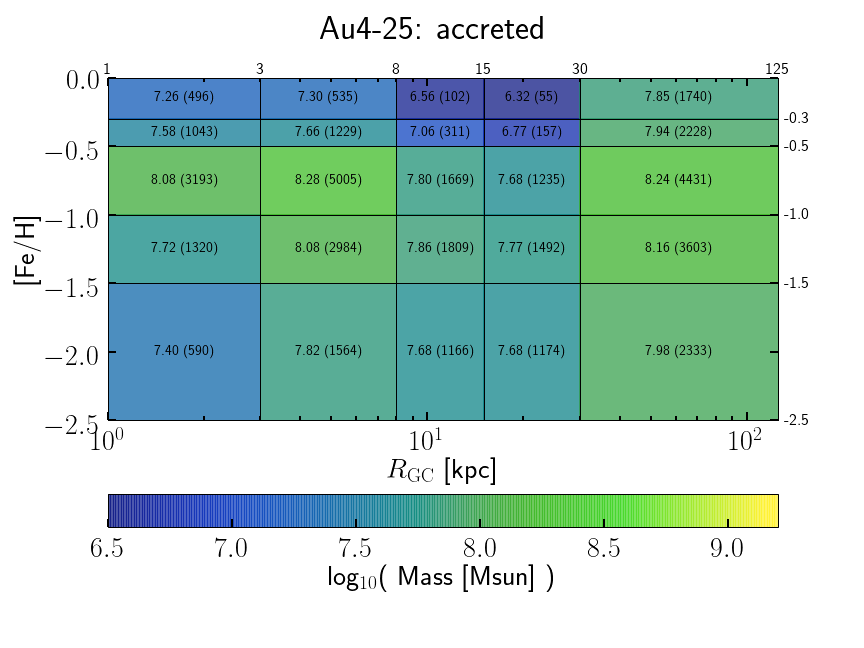 Au4-25: accreted
1 3 8 15 30 125
0.0 7.26 (496) 7.30 (535) 6.56 (102) 6.32 (55) 7.85 (1740)
-0.3
7.58 (1043) 7.66 (1229) 7.06 (311) 6.77 (157) 7.94 (2228)
−0.5 -0.5
8.08 (3193) 8.28 (5005) 7.80 (1669) 7.68 (1235) 8.24 (4431)
−1.0 -1.0
[Fe/H]
7.72 (1320) 8.08 (2984) 7.86 (1809) 7.77 (1492) 8.16 (3603)
−1.5 -1.5
−2.0 7.40 (590) 7.82 (1564) 7.68 (1166) 7.68 (1174) 7.98 (2333)
−2.5 -2.5
10⁰ 10¹ 10²
R_GC [kpc]
6.5 7.0 7.5 8.0 8.5 9.0
log₁₀( Mass [Msun] )